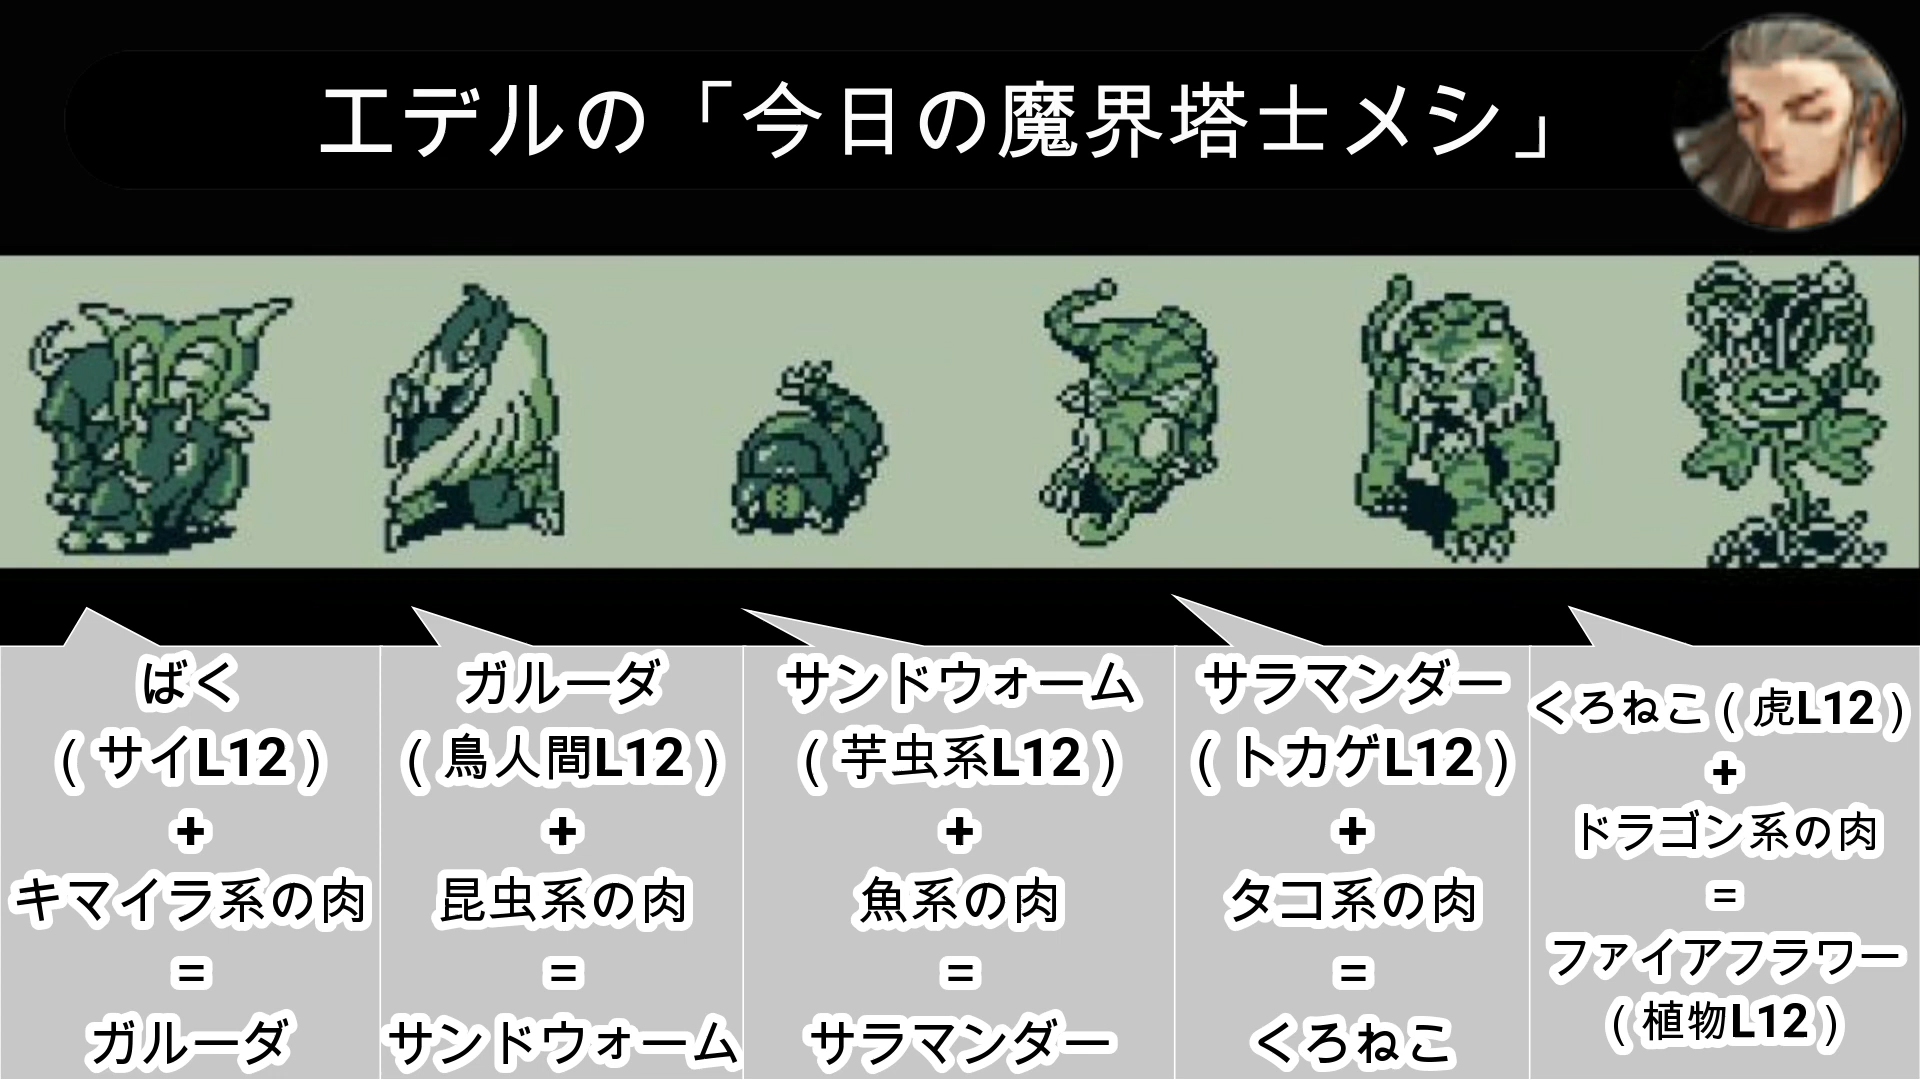 エデルの「今日の魔界塔士メシ」
ばく
(サイL12)
+
キマイラ系の肉
=
ガルーダ
ガルーダ
(鳥人間L12)
+
昆虫系の肉
=
サンドウォーム
サンドウォーム
(芋虫系L12)
+
魚系の肉
=
サラマンダー
サラマンダー
(トカゲL12)
+
タコ系の肉
=
くろねこ
くろねこ(虎L12)
+
ドラゴン系の肉
=
ファイアフラワー
(植物L12)